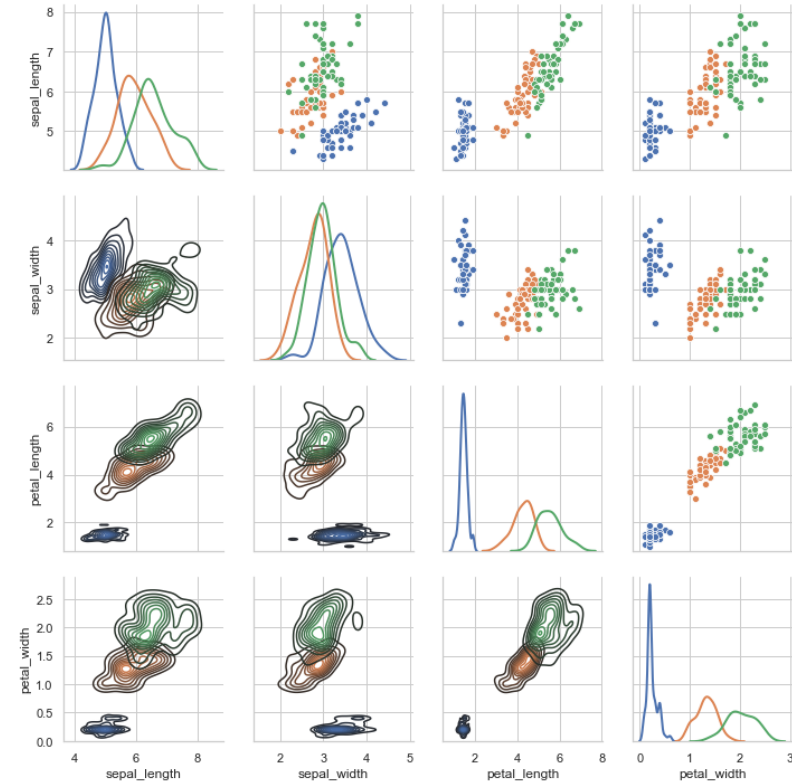 8
7
6
5
sepal_length
4
3
2
sepal_width
6
4
2
petal_length
2.5
2.0
1.5
1.0
0.5
0.0
petal_width
4 6 8
sepal_length
2 3 4 5
sepal_width
2 4 6 8
petal_length
0 1 2 3
petal_width